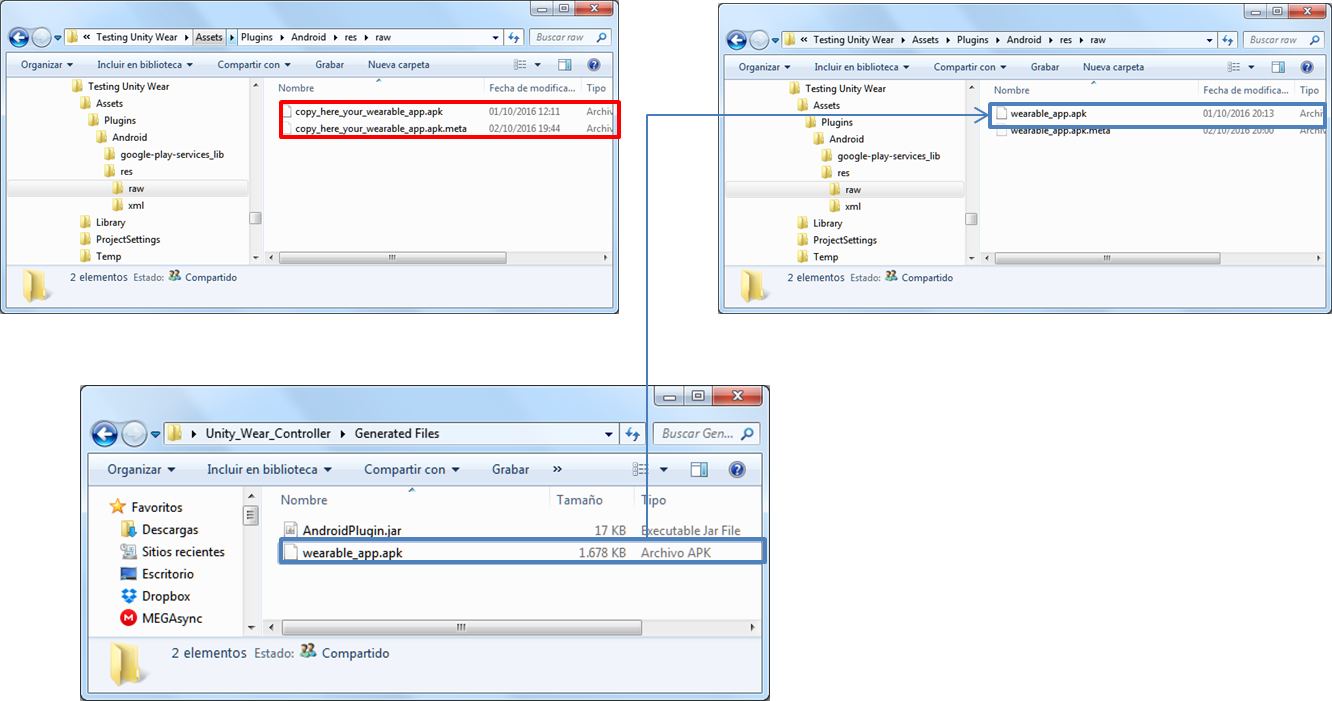 « Testing Unity Wear ▸ Assets ▸ Plugins ▸ Android ▸ res ▸ raw
Buscar raw
Organizar Incluir en biblioteca Compartir con Grabar Nueva carpeta
Testing Unity Wear
Assets
Plugins
Android
google-play-services_lib
res
raw
xml
Library
ProjectSettings
Temp
Nombre Fecha de modifica... Tipo
copy_here_your_wearable_app.apk 01/10/2016 12:11 Archiv
copy_here_your_wearable_app.apk.meta 02/10/2016 19:44 Archiv
2 elementos Estado: Compartido
« Testing Unity Wear ▸ Assets ▸ Plugins ▸ Android ▸ res ▸ raw
Buscar raw
Organizar Incluir en biblioteca Compartir con Grabar Nueva carpeta
Testing Unity Wear
Assets
Plugins
Android
google-play-services_lib
res
raw
xml
Library
ProjectSettings
Temp
Nombre Fecha de modifica... Tipo
wearable_app.apk 01/10/2016 20:13 Archiv
wearable_app.apk.meta 02/10/2016 20:00 Archiv
2 elementos Estado: Compartido
▸ Unity_Wear_Controller ▸ Generated Files
Buscar Gen...
Organizar Incluir en biblioteca Compartir con Grabar »
Favoritos
Descargas
Sitios recientes
Escritorio
Dropbox
MEGAsync
Nombre Tamaño Tipo
AndroidPlugin.jar 17 KB Executable Jar File
wearable_app.apk 1.678 KB Archivo APK
2 elementos Estado: Compartido